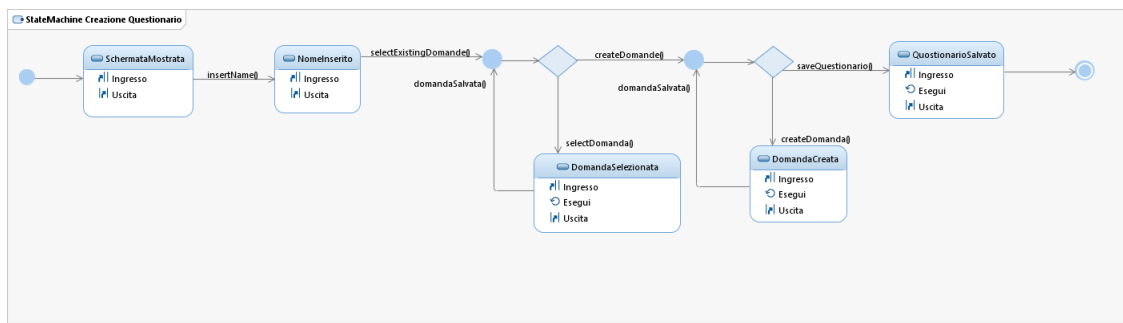 StateMachine Creazione Questionario
SchermataMostrata
Ingresso
Uscita
insertName()
NomeInserito
Ingresso
Uscita
selectExistingDomande()
domandaSalvata()
createDomande()
domandaSalvata()
saveQuestionario()
QuostionarioSalvato
Ingresso
Esegui
Uscita
selectDomanda()
DomandaSelezionata
Ingresso
Esegui
Uscita
createDomanda()
DomandaCreata
Ingresso
Esegui
Uscita